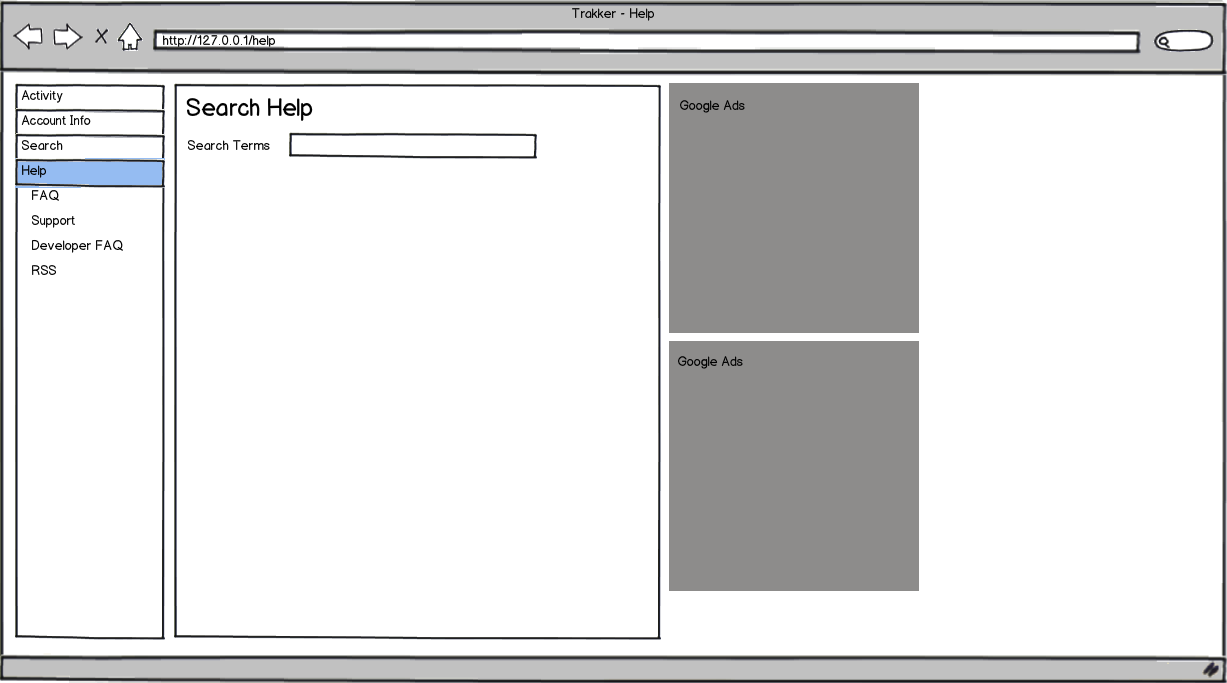 Trakker - Help
http://127.0.0.1/help
Activity
Account Info
Search
Help
FAQ
Support
Developer FAQ
RSS
Search Help
Search Terms
Google Ads
Google Ads